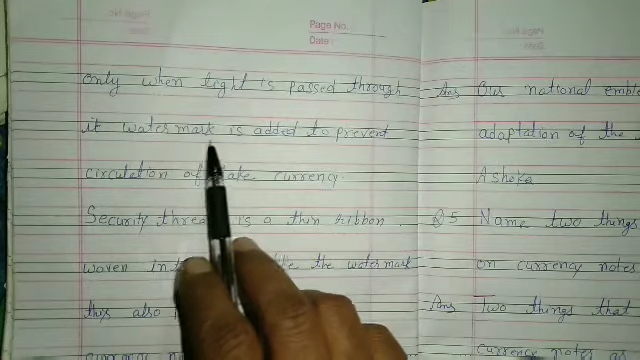 Page No.
Date:
only when light is passed through
it watermark is added to prevent
circulation of fake currency.
Security thread is a thin ribbon
woven the watermark
this also
Ans Our national emble
adaptation of the
Ashoka
Q5 Name two things
on currency notes
Ans Two things that
currency notes